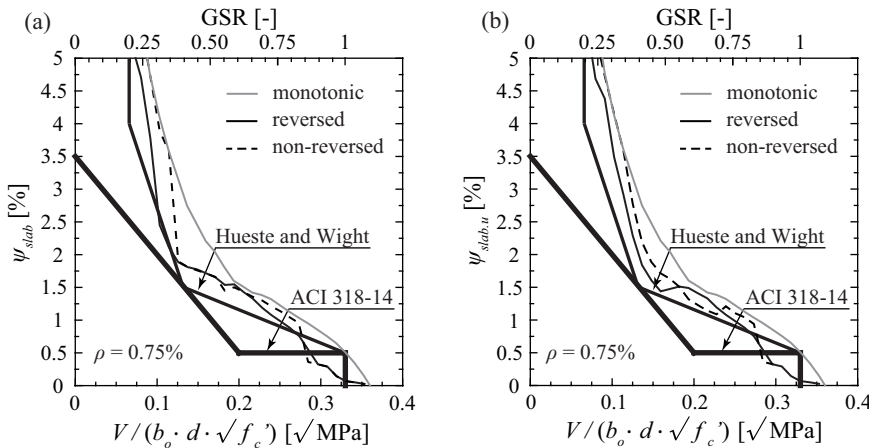 (a)
GSR [-]
0 0.25 0.50 0.75 1
5
4.5
4
3.5
3
2.5
2
1.5
1
0.5
0
ψslab [%]
monotonic
reversed
non-reversed
Hueste and Wight
ACI 318-14
ρ = 0.75%
0 0.1 0.2 0.3 0.4
V / (bo · d · √fc’) [√MPa]
(b)
GSR [-]
0 0.25 0.50 0.75 1
5
4.5
4
3.5
3
2.5
2
1.5
1
0.5
0
ψslab.u [%]
monotonic
reversed
non-reversed
Hueste and Wight
ACI 318-14
ρ = 0.75%
0 0.1 0.2 0.3 0.4
V / (bo · d · √fc’) [√MPa]